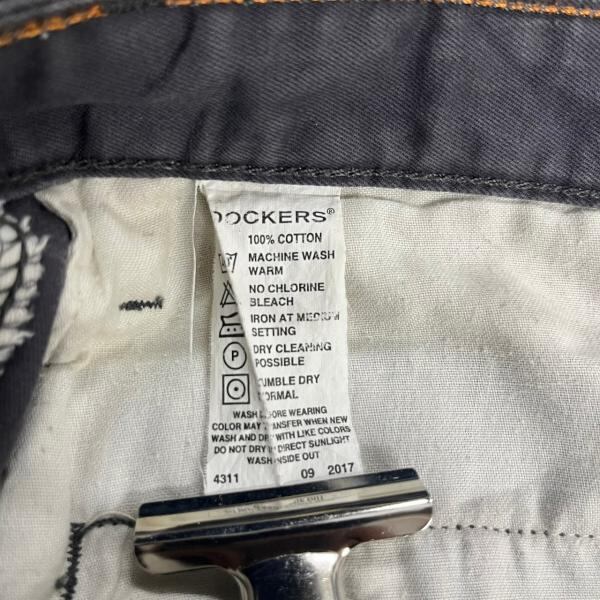 DOCKERS®
100% COTTON
MACHINE WASH
WARM
NO CHLORINE
BLEACH
IRON AT MEDIUM
SETTING
P
DRY CLEANING
POSSIBLE
TUMBLE DRY
NORMAL
WASH BEFORE WEARING
COLOR MAY TRANSFER WHEN NEW
WASH AND DRY WITH LIKE COLORS
DO NOT DRY IN DIRECT SUNLIGHT
WASH INSIDE OUT
4311 09 2017